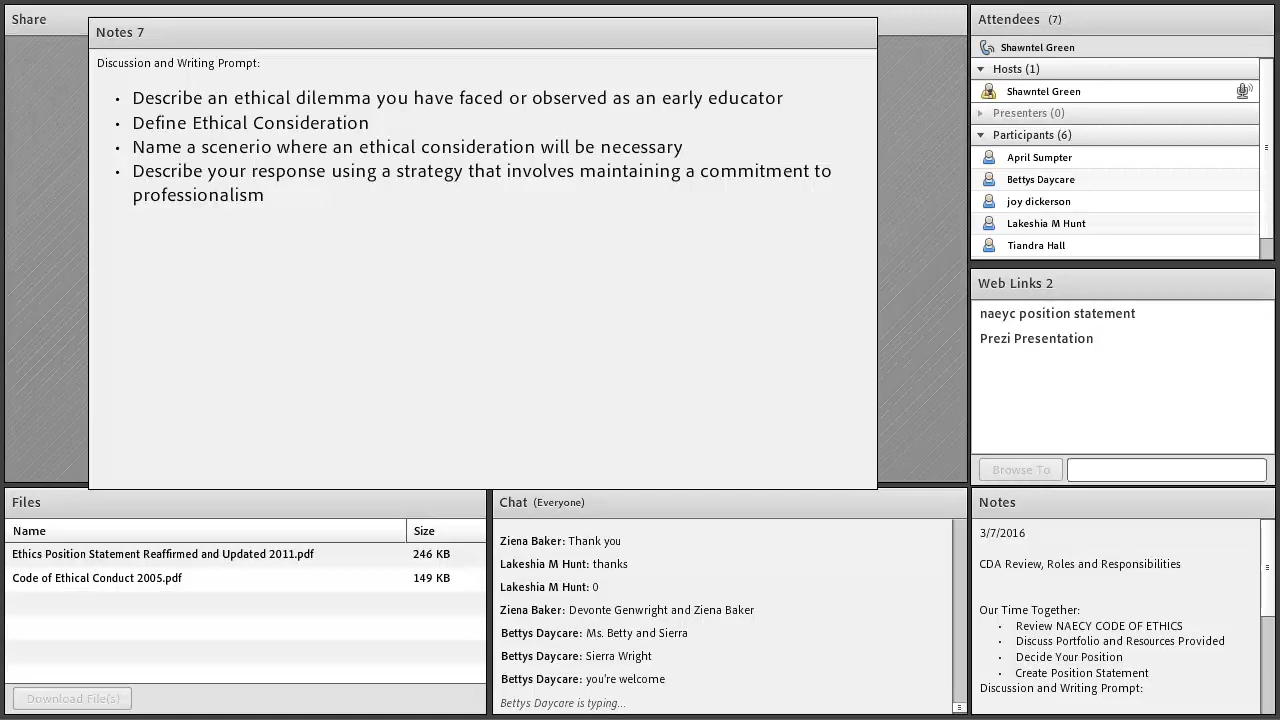 Share
Notes 7
Discussion and Writing Prompt:
• Describe an ethical dilemma you have faced or observed as an early educator
• Define Ethical Consideration
• Name a scenerio where an ethical consideration will be necessary
• Describe your response using a strategy that involves maintaining a commitment to
professionalism
Attendees (7)
Shawntel Green
Hosts (1)
Shawntel Green
Presenters (0)
Participants (6)
April Sumpter
Bettys Daycare
joy dickerson
Lakeshia M Hunt
Tiandra Hall
Web Links 2
naeyc position statement
Prezi Presentation
Browse To
Files
Name Size
Ethics Position Statement Reaffirmed and Updated 2011.pdf 246 KB
Code of Ethical Conduct 2005.pdf 149 KB
Download File(s)
Chat (Everyone)
Ziena Baker: Thank you
Lakeshia M Hunt: thanks
Lakeshia M Hunt: 0
Ziena Baker: Devonte Genwright and Ziena Baker
Bettys Daycare: Ms. Betty and Sierra
Bettys Daycare: Sierra Wright
Bettys Daycare: you're welcome
Bettys Daycare is typing...
Notes
3/7/2016
CDA Review, Roles and Responsibilities
Our Time Together:
• Review NAECY CODE OF ETHICS
• Discuss Portfolio and Resources Provided
• Decide Your Position
• Create Position Statement
Discussion and Writing Prompt: